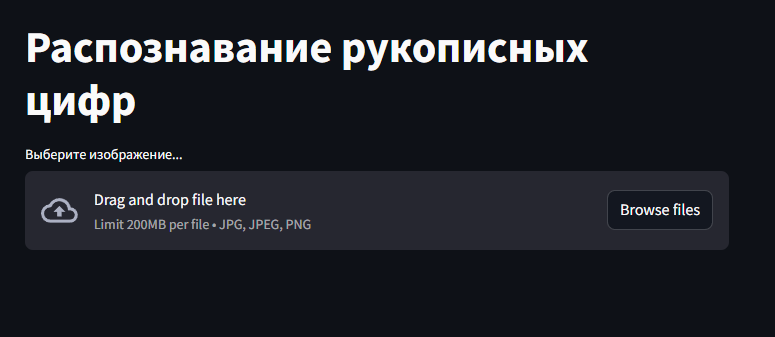 Распознавание рукописных
цифр
Выберите изображение...
Drag and drop file here
Limit 200MB per file • JPG, JPEG, PNG
Browse files